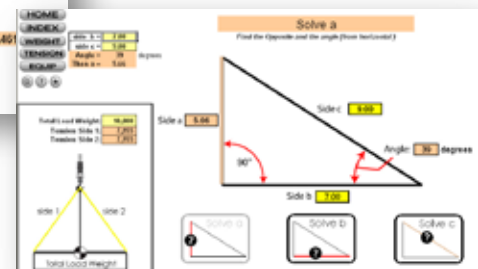 HOME
INDEX
WEIGHT
TENSION
EQUIP
side b = 7.00
side c = 9.00
Angle = 39 degrees
Then a = 5.66
Solve a
Find the Opposite and the angle (from horizontal)
Side a 5.66
Side c 9.00
90°
Angle: 39 degrees
Side b 7.00
Total Load Weight 10,000
Tension Side 1
Tension Side 2
side 1
side 2
Total Load Weight
Solve a
?
Solve b
?
Solve c
?